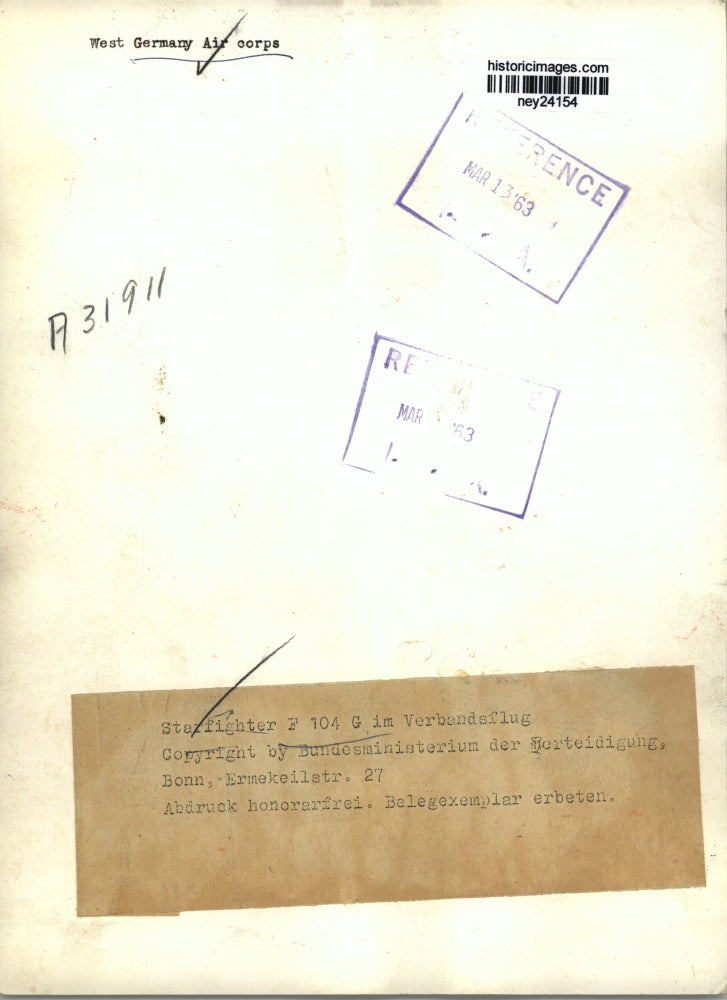 West Germany Air corps
historicimages.com
ney24154
REFERENCE
MAR 13 '63
A31911
MAR '63
Starfighter F 104 G im Verbandsflug
Copyright by Bundesministerium der Verteidigung,
Bonn, Ermekeilstr. 27
Abdruck honorarfrei. Belegexemplar erbeten.